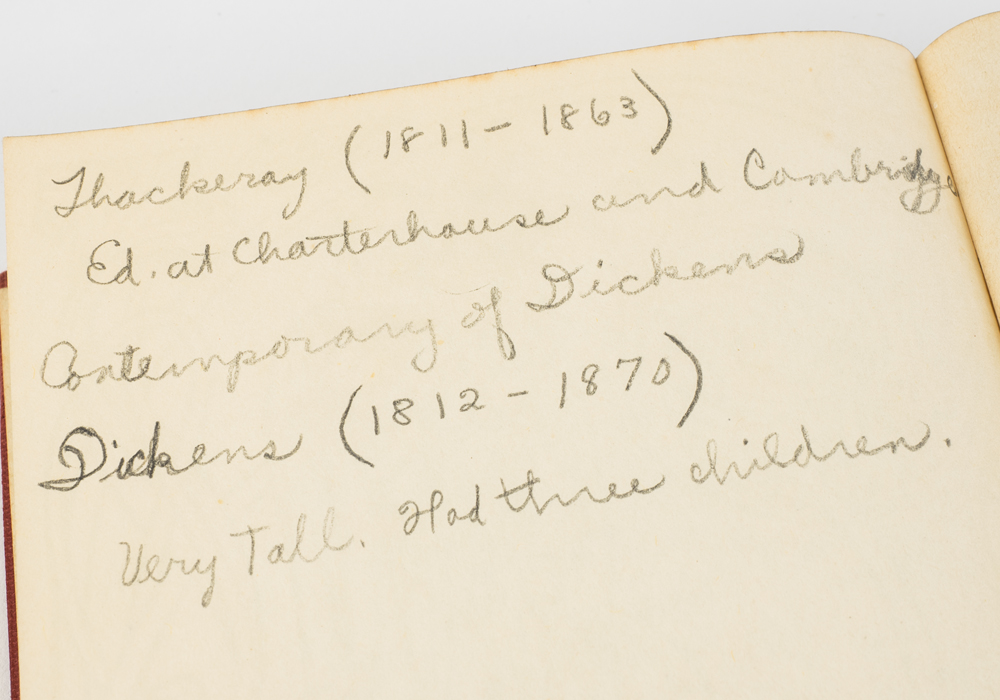 Thackeray (1811 - 1863)
Ed. at Charterhouse and Cambridge
Contemporary of Dickens
Dickens (1812 - 1870)
Very Tall. Had three children.